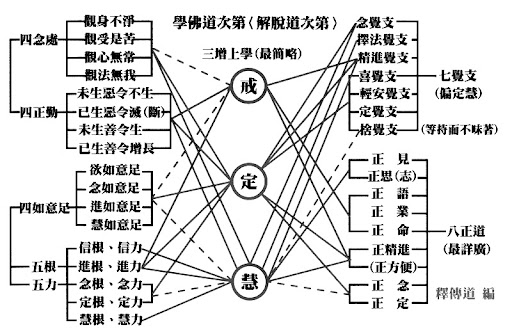 學佛道次第〈解脫道次第〉
三增上學(最簡略)
四念處
觀身不淨
觀受是苦
觀心無常
觀法無我
四正勤
未生惡令不生
已生惡令滅(斷)
未生善令生
已生善令增長
四如意足
欲如意足
念如意足
進如意足
慧如意足
五根
五力
信根、信力
進根、進力
念根、念力
定根、定力
慧根、慧力
戒
定
慧
念覺支
擇法覺支
精進覺支
喜覺支
輕安覺支
定覺支
捨覺支
七覺支
(偏定慧)
(等持而不味著)
正見
正思(志)
正語
正業
正命
正精進
(正方便)
正念
正定
八正道
(最詳廣)
釋傳道 編